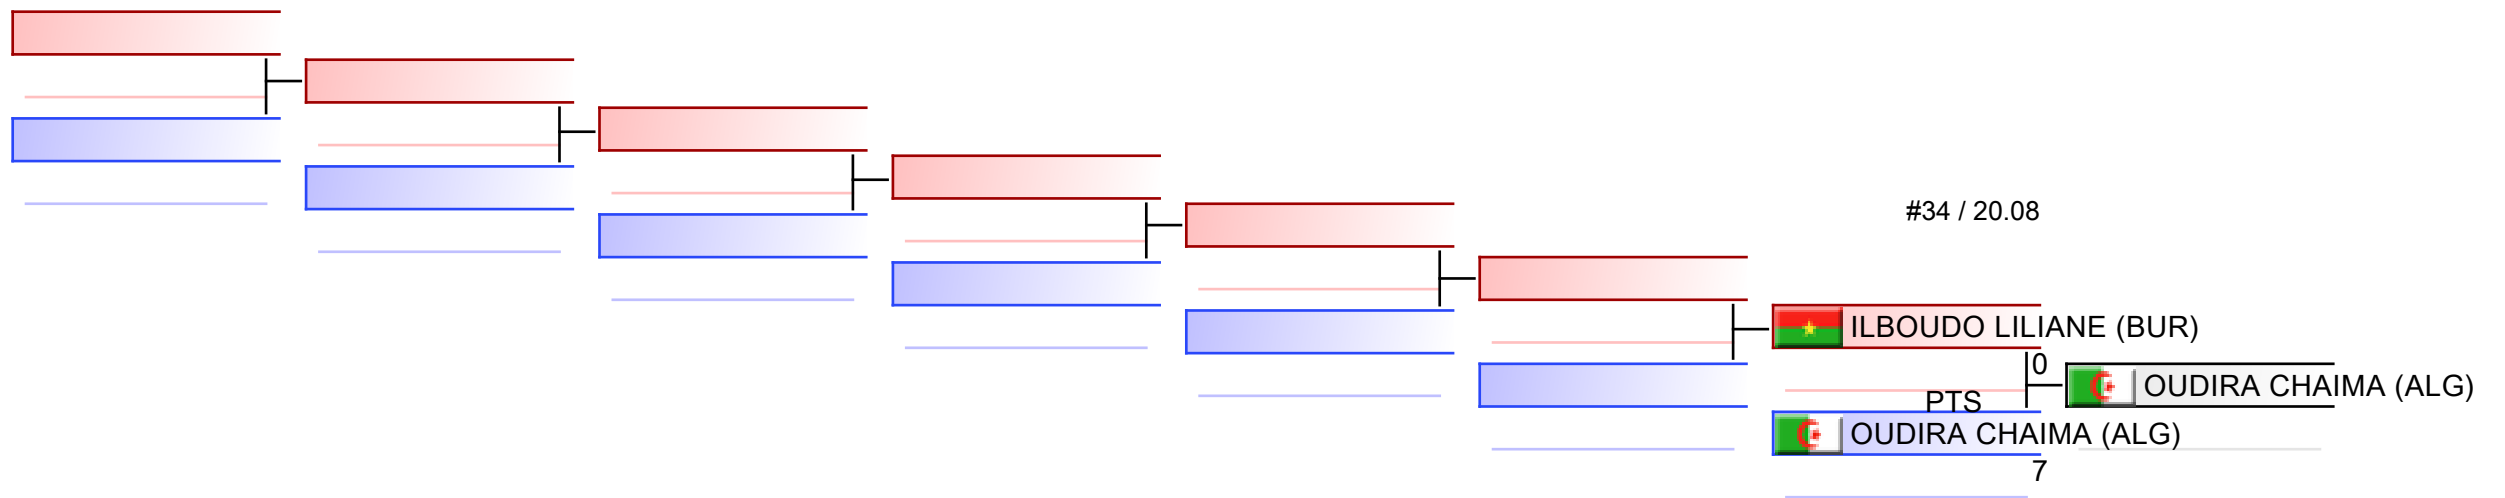 #34 / 20.08
ILBOUDO LILIANE (BUR)
0
OUDIRA CHAIMA (ALG)
PTS
OUDIRA CHAIMA (ALG)
7